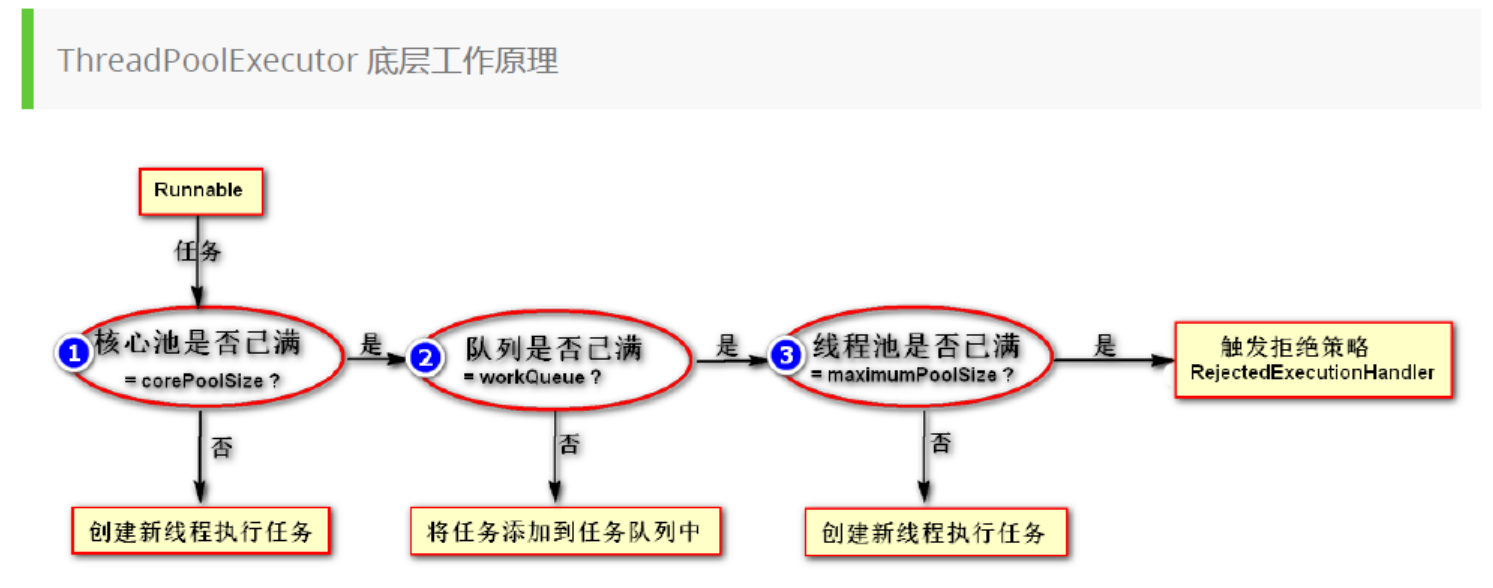 ThreadPoolExecutor 底层工作原理
Runnable
任务
1
核心池是否已满
= corePoolSize ?
是
2
队列是否已满
= workQueue ?
是
3
线程池是否已满
= maximumPoolSize ?
是
触发拒绝策略
RejectedExecutionHandler
否
否
否
创建新线程执行任务
将任务添加到任务队列中
创建新线程执行任务